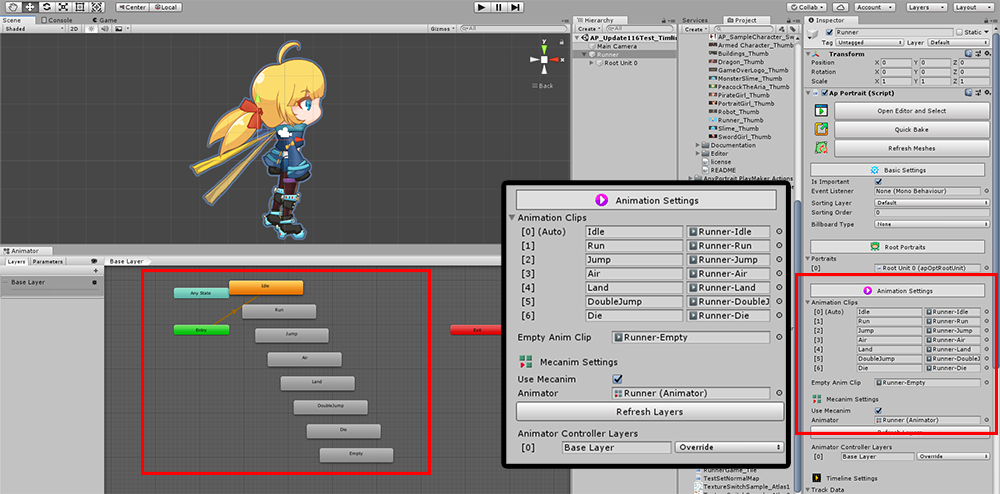 Center
Local
Collab
Account
Layers
Layout
Scene
Console
Game
Shaded
2D
Gizmos
All
Back
Hierarchy
Create
All
AP_Update116Test_Timlin
Main Camera
Runner
Root Unit 0
Services
Project
Create
AP_SampleCharacter_Sw
Armed Character_Thumb
Buildings_Thumb
Dragon_Thumb
GameOverLogo_Thumb
MonsterSlime_Thumb
PeacockTheAria_Thumb
PirateGirl_Thumb
PortraitGirl_Thumb
Robot_Thumb
Runner_Thumb
Slime_Thumb
SwordGirl_Thumb
Documentation
Editor
license
README
AnyPortrait PlayMaker Actions
RunnerGame_Tile
TestSetNormalMap
TextureSwitchSample_Atlas1
Inspector
Runner
Static
Tag Untagged Layer Default
Transform
Position X 0 Y 0 Z 0
Rotation X 0 Y 0 Z 0
Scale X 1 Y 1 Z 1
Ap Portrait (Script)
Open Editor and Select
Quick Bake
Refresh Meshes
Basic Settings
Is Important
Event Listener None (Mono Behaviour)
Sorting Layer Default
Sorting Order 0
Billboard Type None
Root Portraits
Portraits
[0] Root Unit 0 (apOptRootUnit)
Animation Settings
Animation Clips
[0] (Auto) Idle Runner-Idle
[1] Run Runner-Run
[2] Jump Runner-Jump
[3] Air Runner-Air
[4] Land Runner-Land
[5] DoubleJump Runner-DoubleJ
[6] Die Runner-Die
Empty Anim Clip Runner-Empty
Mecanim Settings
Use Mecanim
Animator Runner (Animator)
Refresh Layers
Animator Controller Layers
[0] Base Layer Override
Timeline Settings
Track Data
Animator
Layers Parameters
Base Layer
Base Layer
Any State
Idle
Run
Entry
Jump
Exit
Air
Land
DoubleJump
Die
Empty
Animation Settings
Animation Clips
[0] (Auto) Idle Runner-Idle
[1] Run Runner-Run
[2] Jump Runner-Jump
[3] Air Runner-Air
[4] Land Runner-Land
[5] DoubleJump Runner-DoubleJ
[6] Die Runner-Die
Empty Anim Clip Runner-Empty
Mecanim Settings
Use Mecanim
Animator Runner (Animator)
Refresh Layers
Animator Controller Layers
[0] Base Layer Override